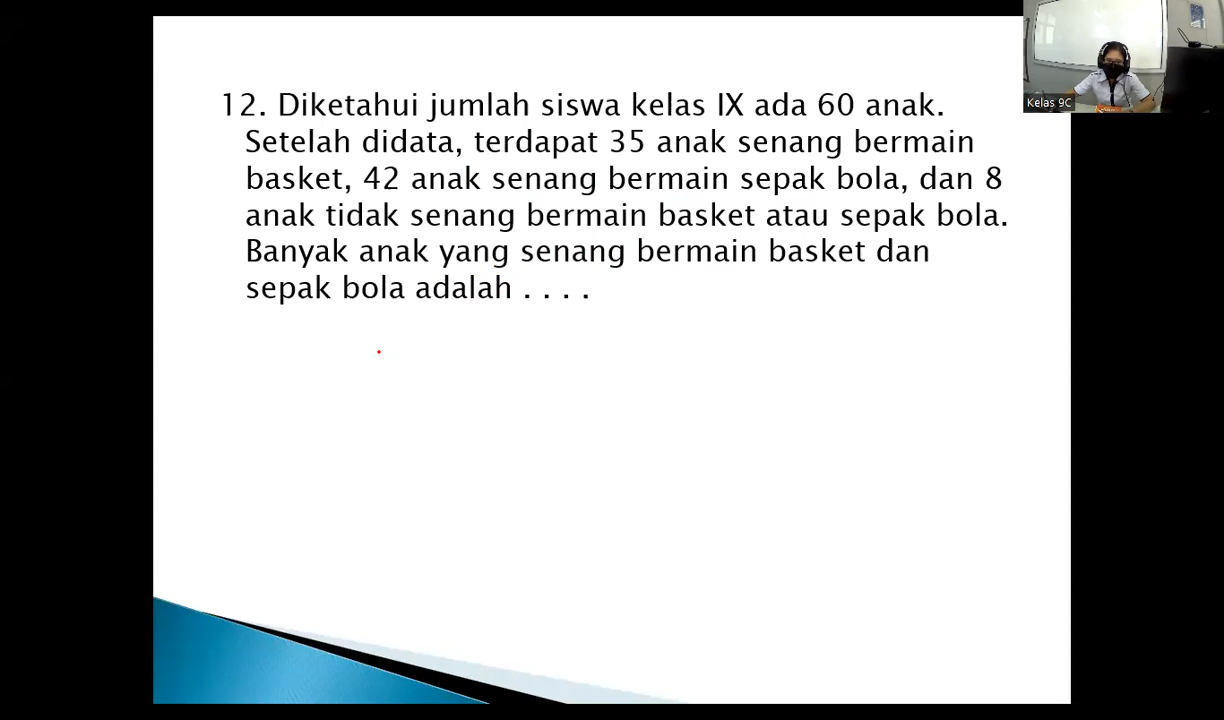 12. Diketahui jumlah siswa kelas IX ada 60 anak.
Setelah didata, terdapat 35 anak senang bermain
basket, 42 anak senang bermain sepak bola, dan 8
anak tidak senang bermain basket atau sepak bola.
Banyak anak yang senang bermain basket dan
sepak bola adalah . . . .
Kelas 9C